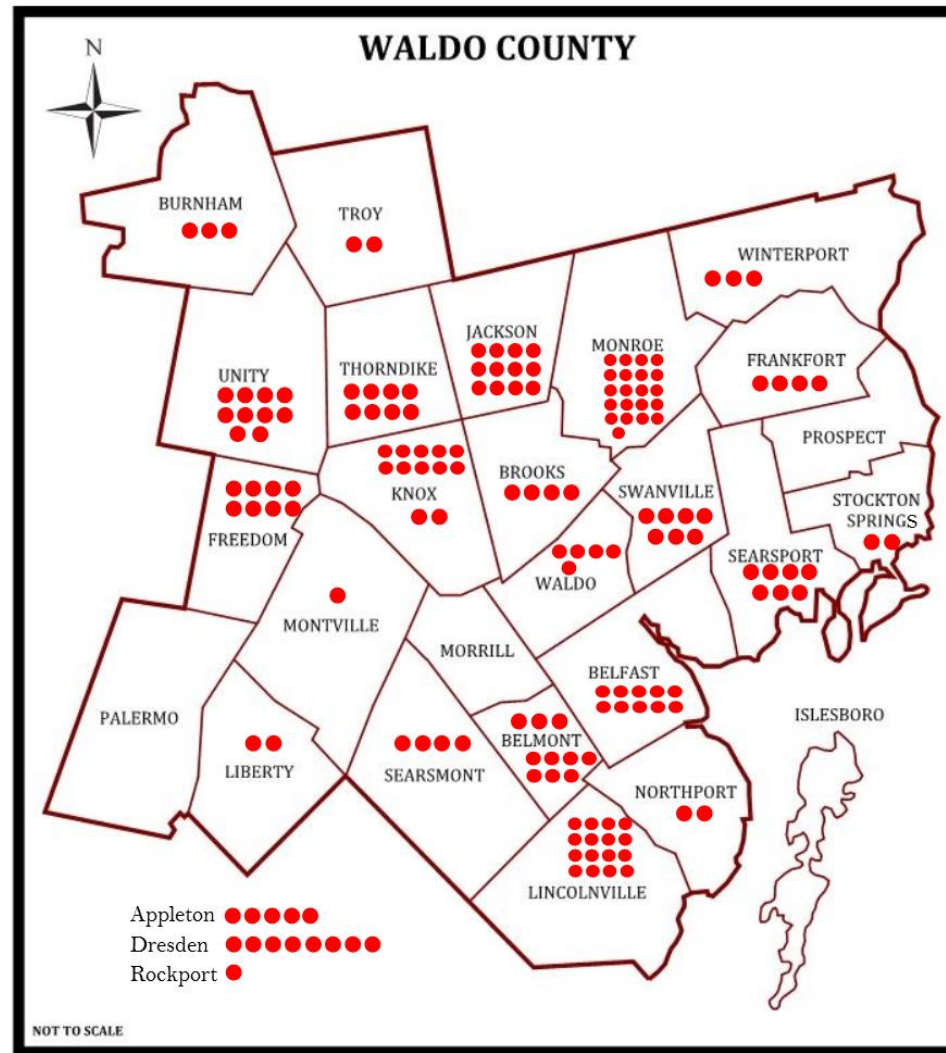 WALDO COUNTY
N
BURNHAM
TROY
WINTERPORT
JACKSON
MONROE
FRANKFORT
THORNDIKE
UNITY
PROSPECT
BROOKS
KNOX
SWANVILLE
STOCKTON
SPRINGS
FREEDOM
SEARSPORT
WALDO
MONTVILLE
MORRILL
BELFAST
PALERMO
ISLESBORO
BELMONT
LIBERTY
SEARSMONT
NORTHPORT
LINCOLNVILLE
Appleton
Dresden
Rockport
NOT TO SCALE